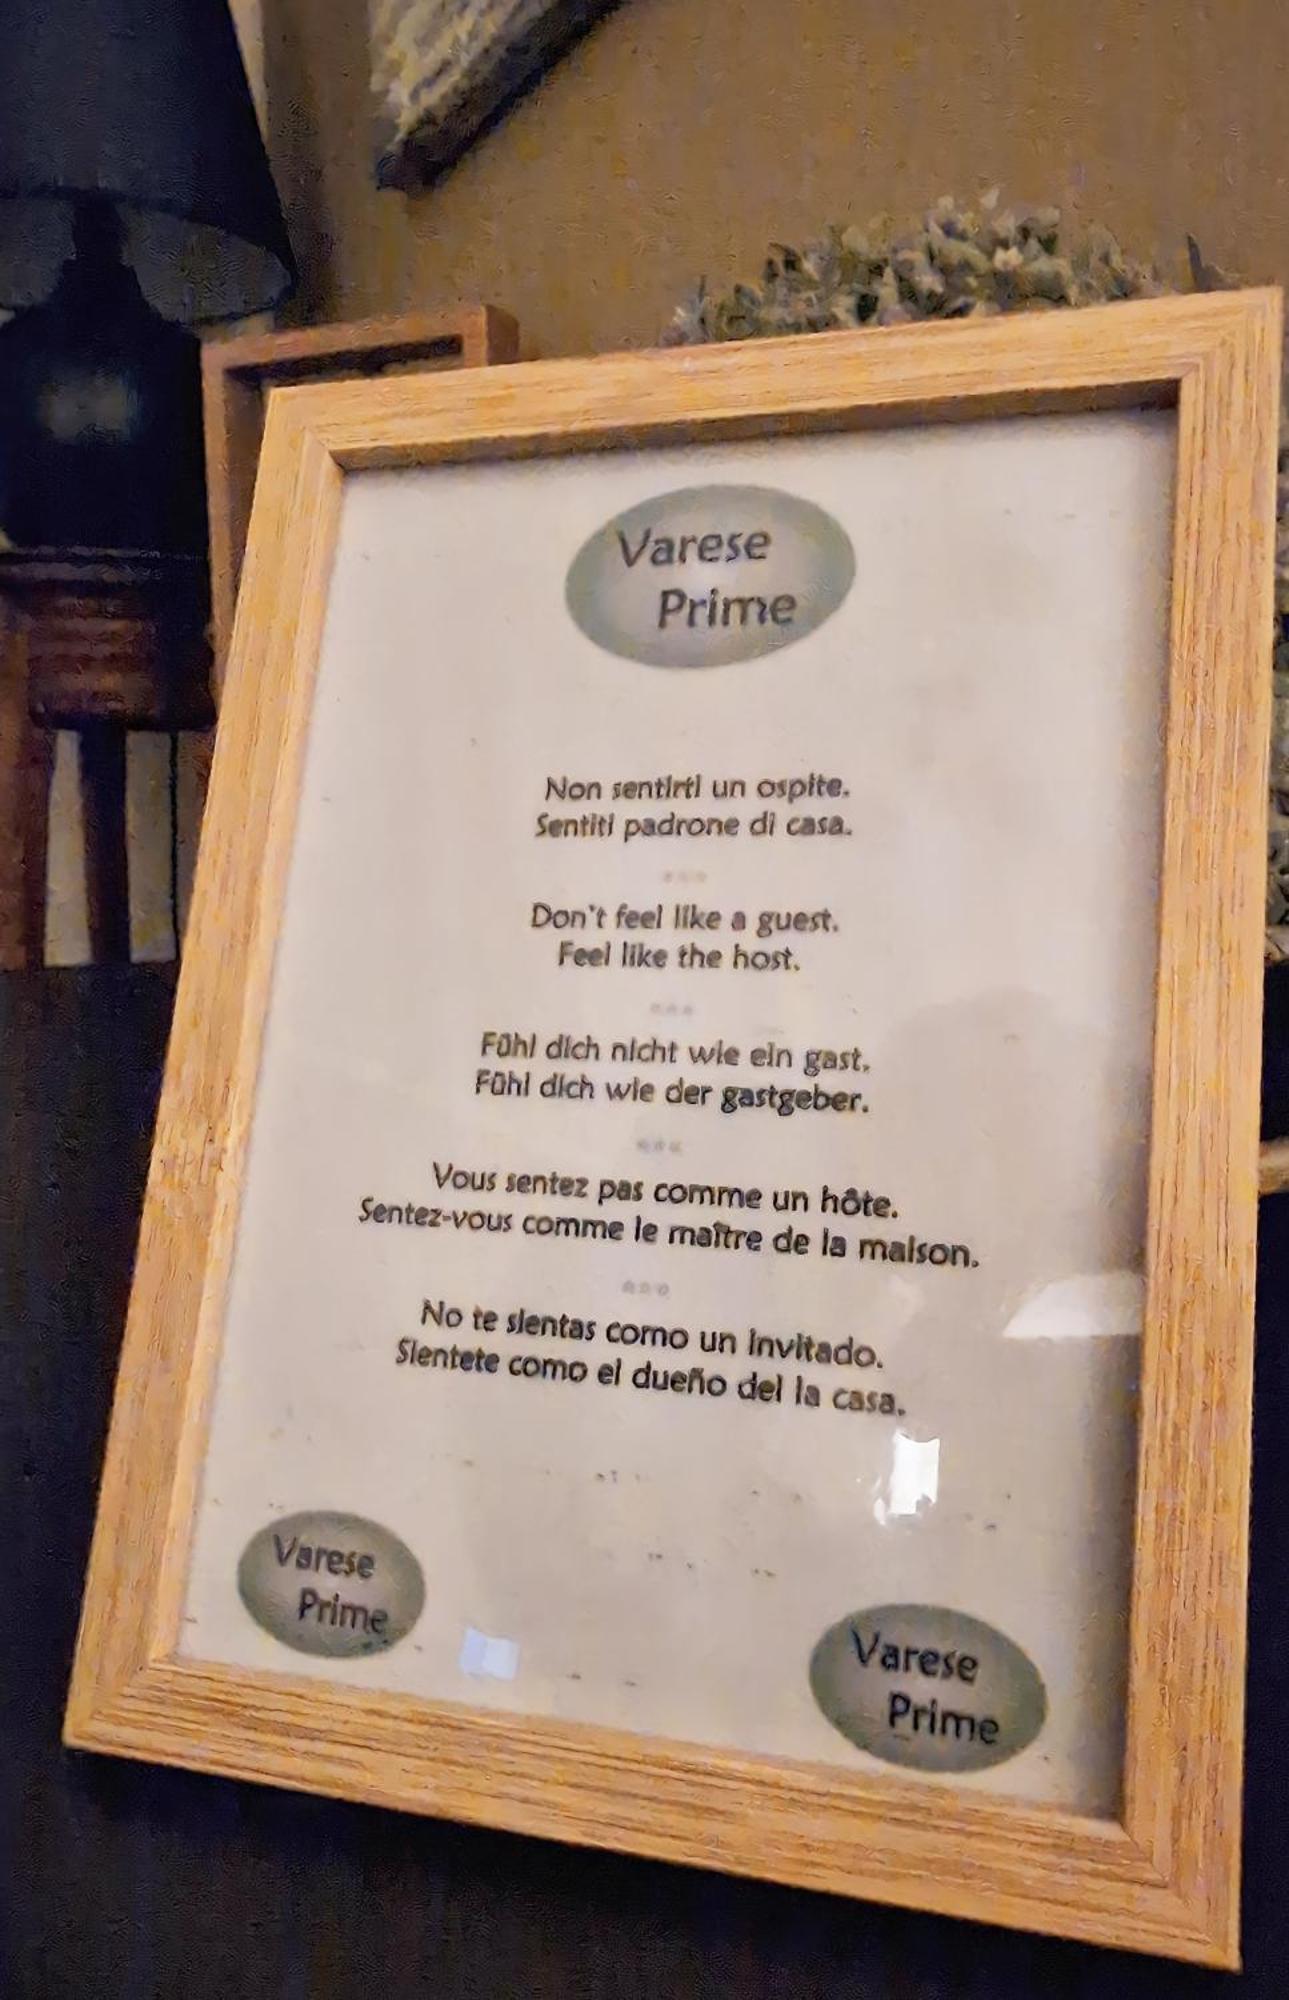 Varese
Prime
Non sentirti un ospite.
Sentiti padrone di casa.
***
Don't feel like a guest.
Feel like the host.
***
Fühl dich nicht wie ein gast.
Fühl dich wie der gastgeber.
***
Vous sentez pas comme un hôte.
Sentez-vous comme le maître de la maison.
***
No te sientas como un invitado.
Sientete como el dueño del la casa.
Varese
Prime
Varese
Prime